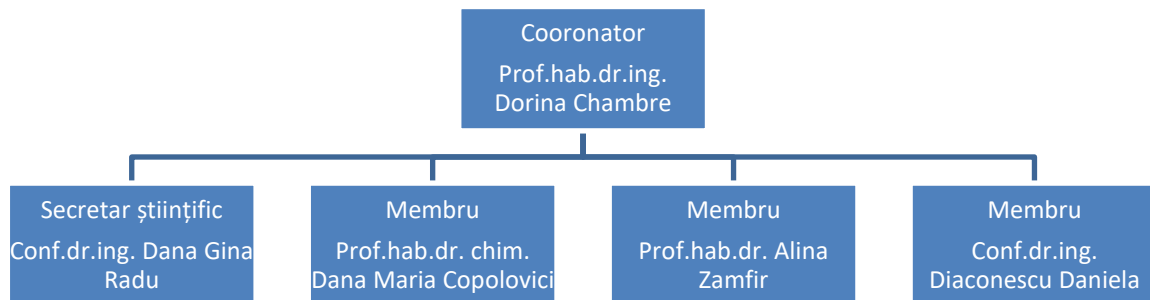 Cooronator
Prof.hab.dr.ing.
Dorina Chambre
Secretar științific
Conf.dr.ing. Dana Gina
Radu
Membru
Prof.hab.dr. chim.
Dana Maria Copolovici
Membru
Prof.hab.dr. Alina
Zamfir
Membru
Conf.dr.ing.
Diaconescu Daniela